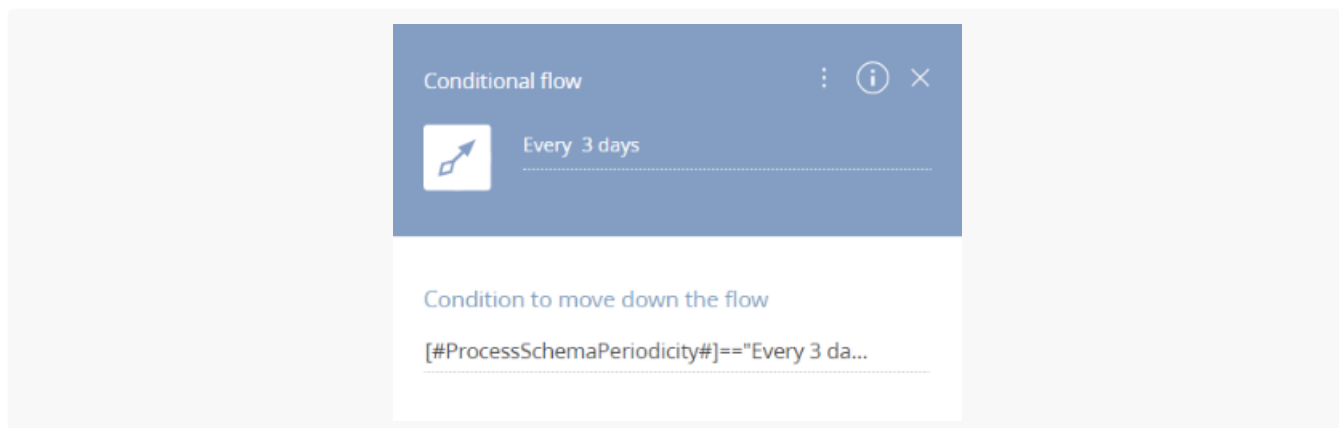 Conditional flow
Every 3 days
Condition to move down the flow
[#ProcessSchemaPeriodicity#]=="Every 3 da...